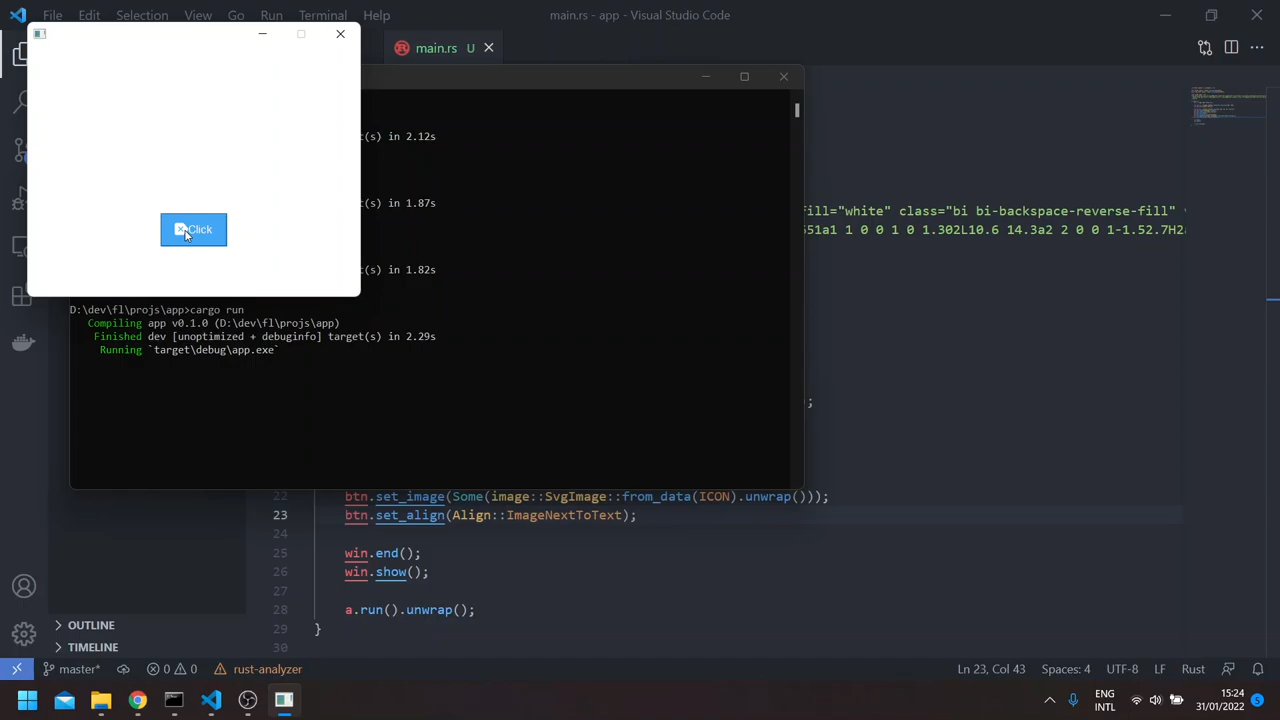 File Edit Selection View Go Run Terminal Help
main.rs - app - Visual Studio Code
main.rs U
t(s) in 2.12s
t(s) in 1.87s
Click
fill="white" class="bi bi-backspace-reverse-fill"
551a1 1 0 0 1 0 1.302L10.6 14.3a2 2 0 0 1-1.52.7H2a
t(s) in 1.82s
D:\dev\fl\projs\app>cargo run
Compiling app v0.1.0 (D:\dev\fl\projs\app)
Finished dev [unoptimized + debuginfo] target(s) in 2.29s
Running `target\debug\app.exe`
;
22 btn.set_image(Some(image::SvgImage::from_data(ICON).unwrap()));
23 btn.set_align(Align::ImageNextToText);
24
25 win.end();
26 win.show();
27
28 a.run().unwrap();
29 }
30
OUTLINE
TIMELINE
master* 0 0 rust-analyzer Ln 23, Col 43 Spaces: 4 UTF-8 LF Rust
ENG
INTL
15:24
31/01/2022
5